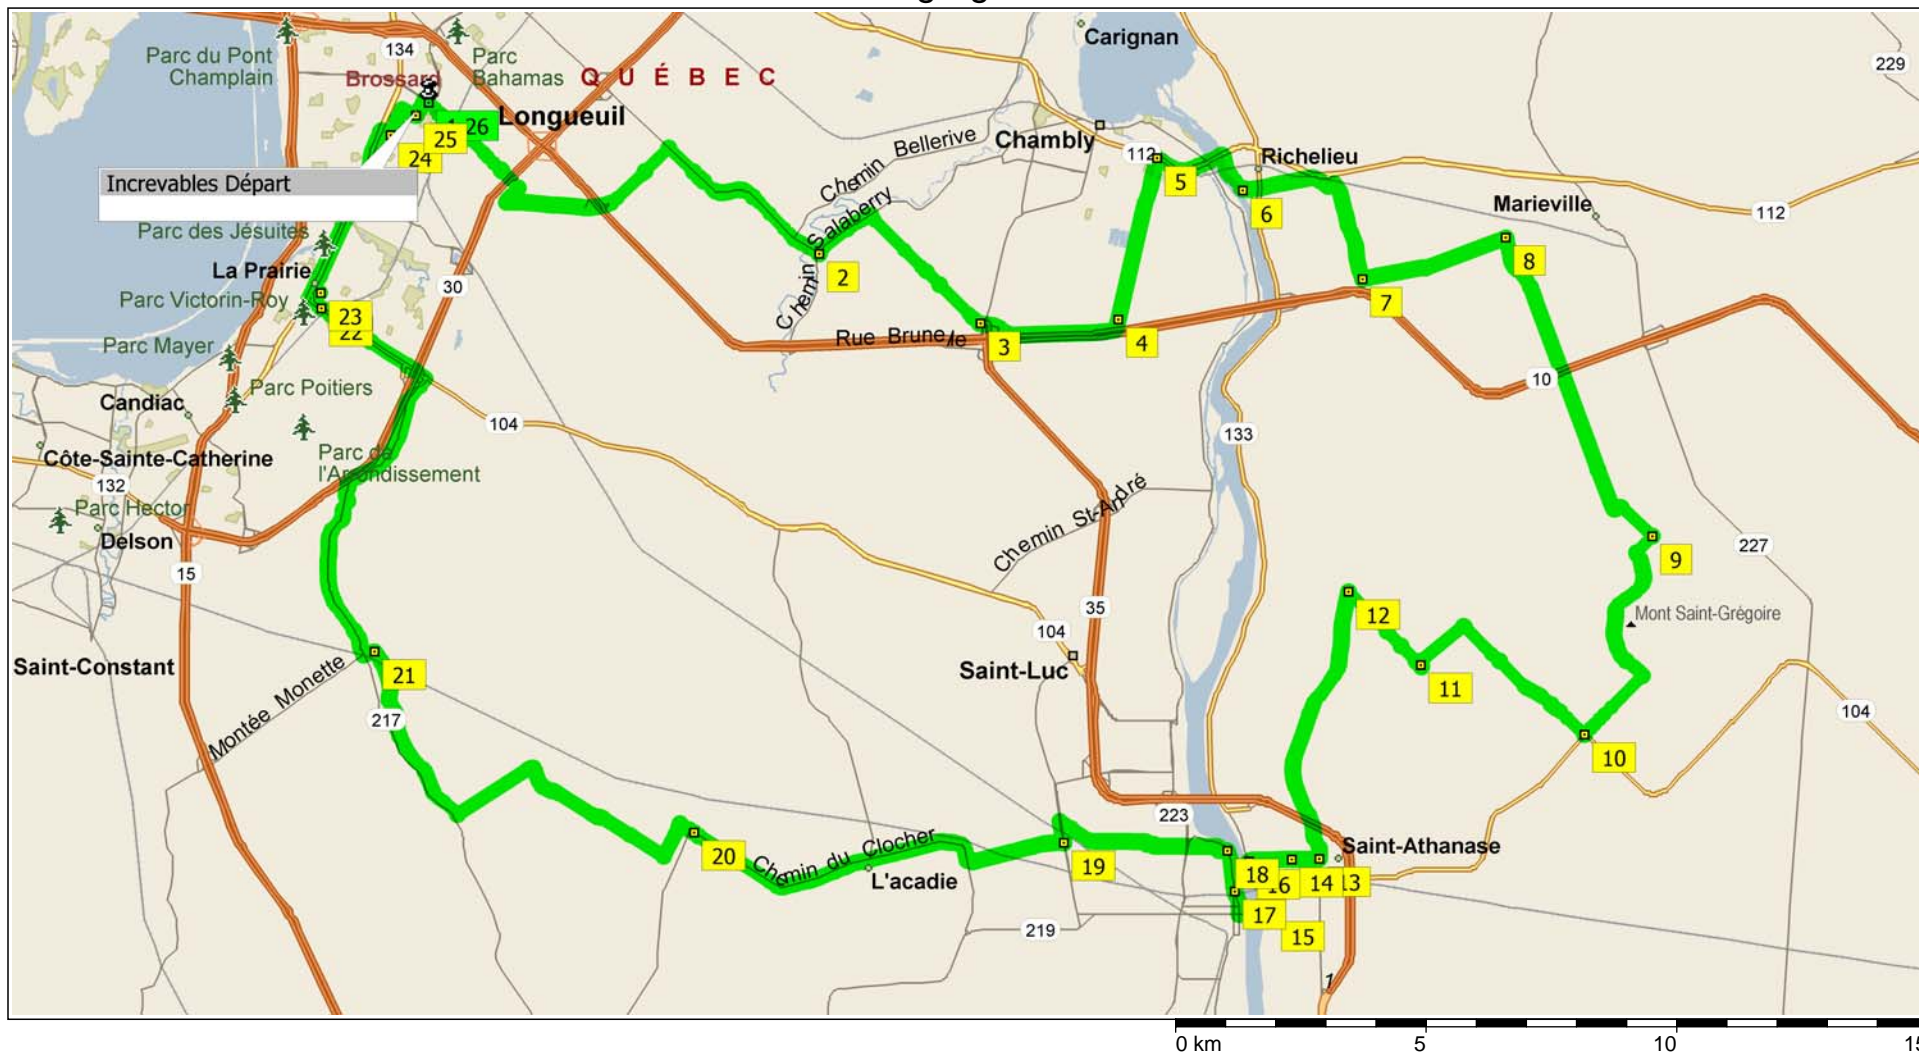 134
Parc du Pont
Champlain
Parc
Bahamas
Brossard
QUÉBEC
Carignan
229
Longueuil
26
25
24
Increvables Départ
Chemin Bellerive
Chambly
112
Richelieu
5
6
Marieville
112
Chemin Salaberry
Parc des Jésuites
La Prairie
Parc Victorin-Roy
30
2
8
7
23
22
Parc Mayer
Rue Brunelle
3
4
Parc Poitiers
Candiac
10
104
133
Parc de
l'Arrondissement
Côte-Sainte-Catherine
132
Parc Hector
Delson
Chemin St-André
15
227
9
35
12
Mont Saint-Grégoire
104
Saint-Luc
Saint-Constant
21
Montée Monette
217
11
104
10
223
Saint-Athanase
20
Chemin du Clocher
19
L'acadie
18
16
14
13
17
15
219
1
0 km
5
10
15